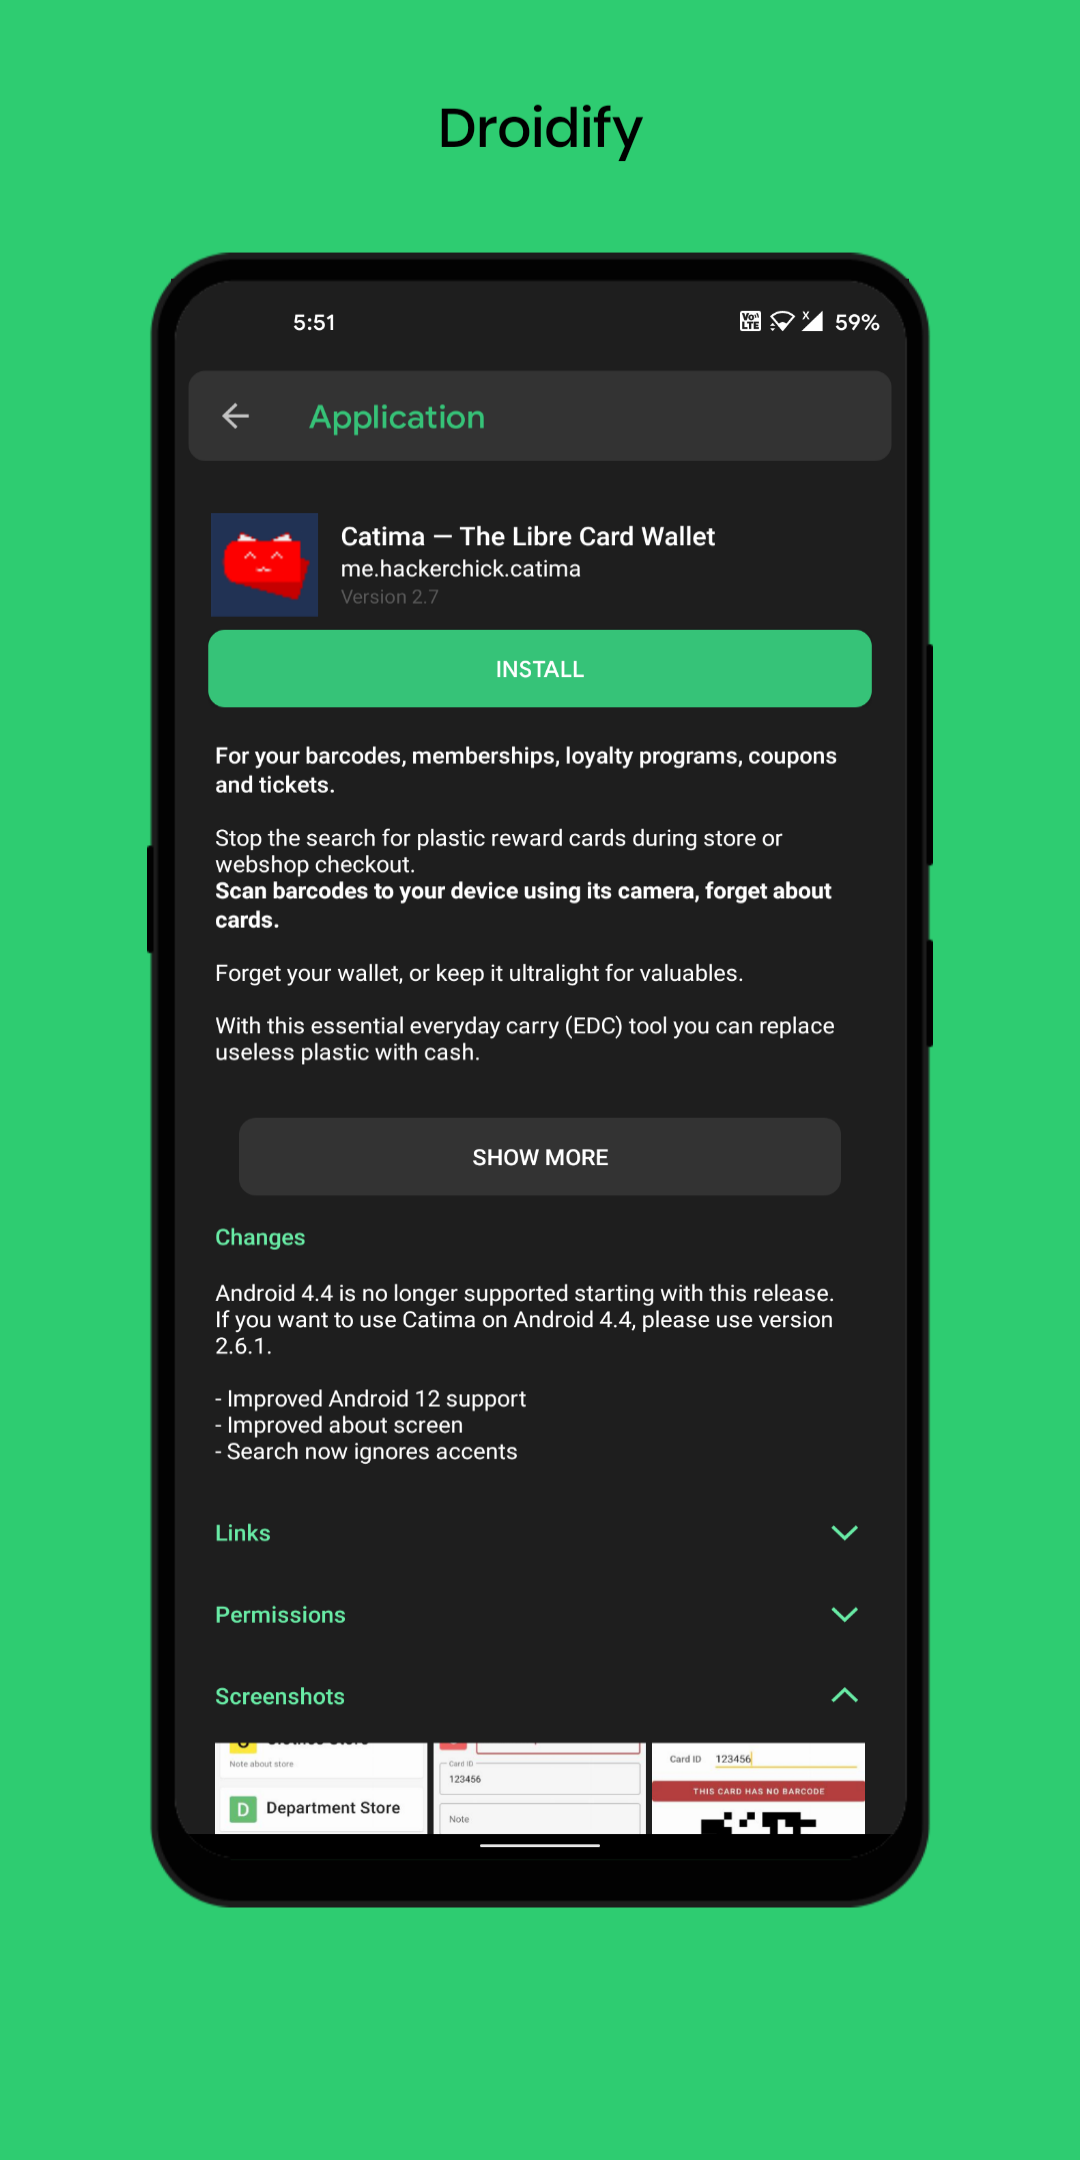 Droidify
5:51
Vo))
LTE
x
59%
Application
Catima — The Libre Card Wallet
me.hackerchick.catima
Version 2.7
INSTALL
For your barcodes, memberships, loyalty programs, coupons
and tickets.
Stop the search for plastic reward cards during store or
webshop checkout.
Scan barcodes to your device using its camera, forget about
cards.
Forget your wallet, or keep it ultralight for valuables.
With this essential everyday carry (EDC) tool you can replace
useless plastic with cash.
SHOW MORE
Changes
Android 4.4 is no longer supported starting with this release.
If you want to use Catima on Android 4.4, please use version
2.6.1.
- Improved Android 12 support
- Improved about screen
- Search now ignores accents
Links
Permissions
Screenshots
Clothes Store
Note about store
D Department Store
Card ID
123456
Note
Card ID 123456
THIS CARD HAS NO BARCODE